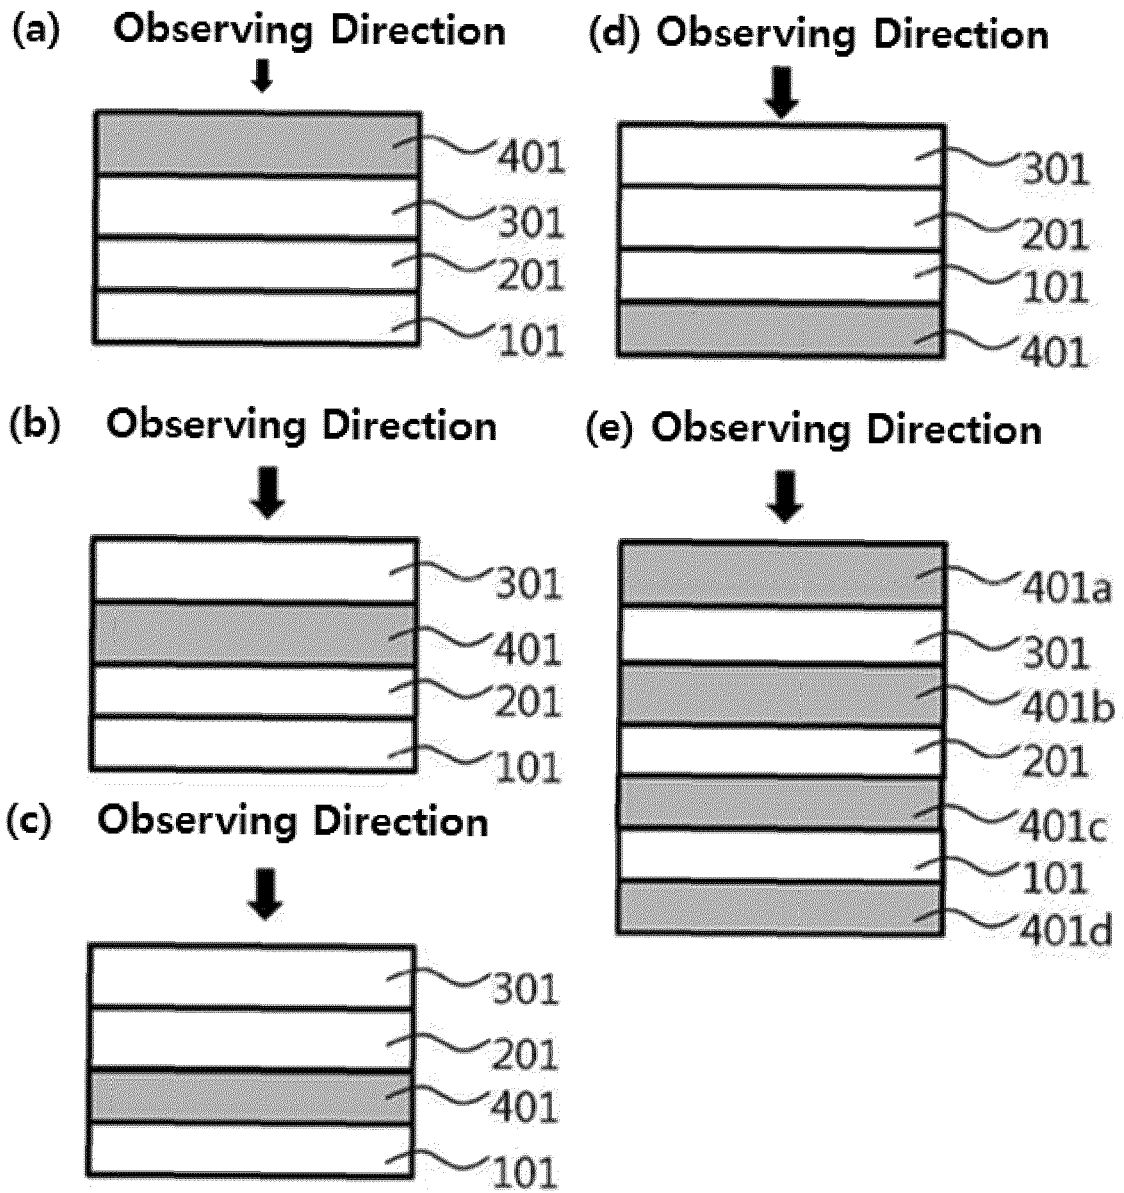 (a) Observing Direction
401
301
201
101
(b) Observing Direction
301
401
201
101
(c) Observing Direction
301
201
401
101
(d) Observing Direction
301
201
101
401
(e) Observing Direction
401a
301
401b
201
401c
101
401d